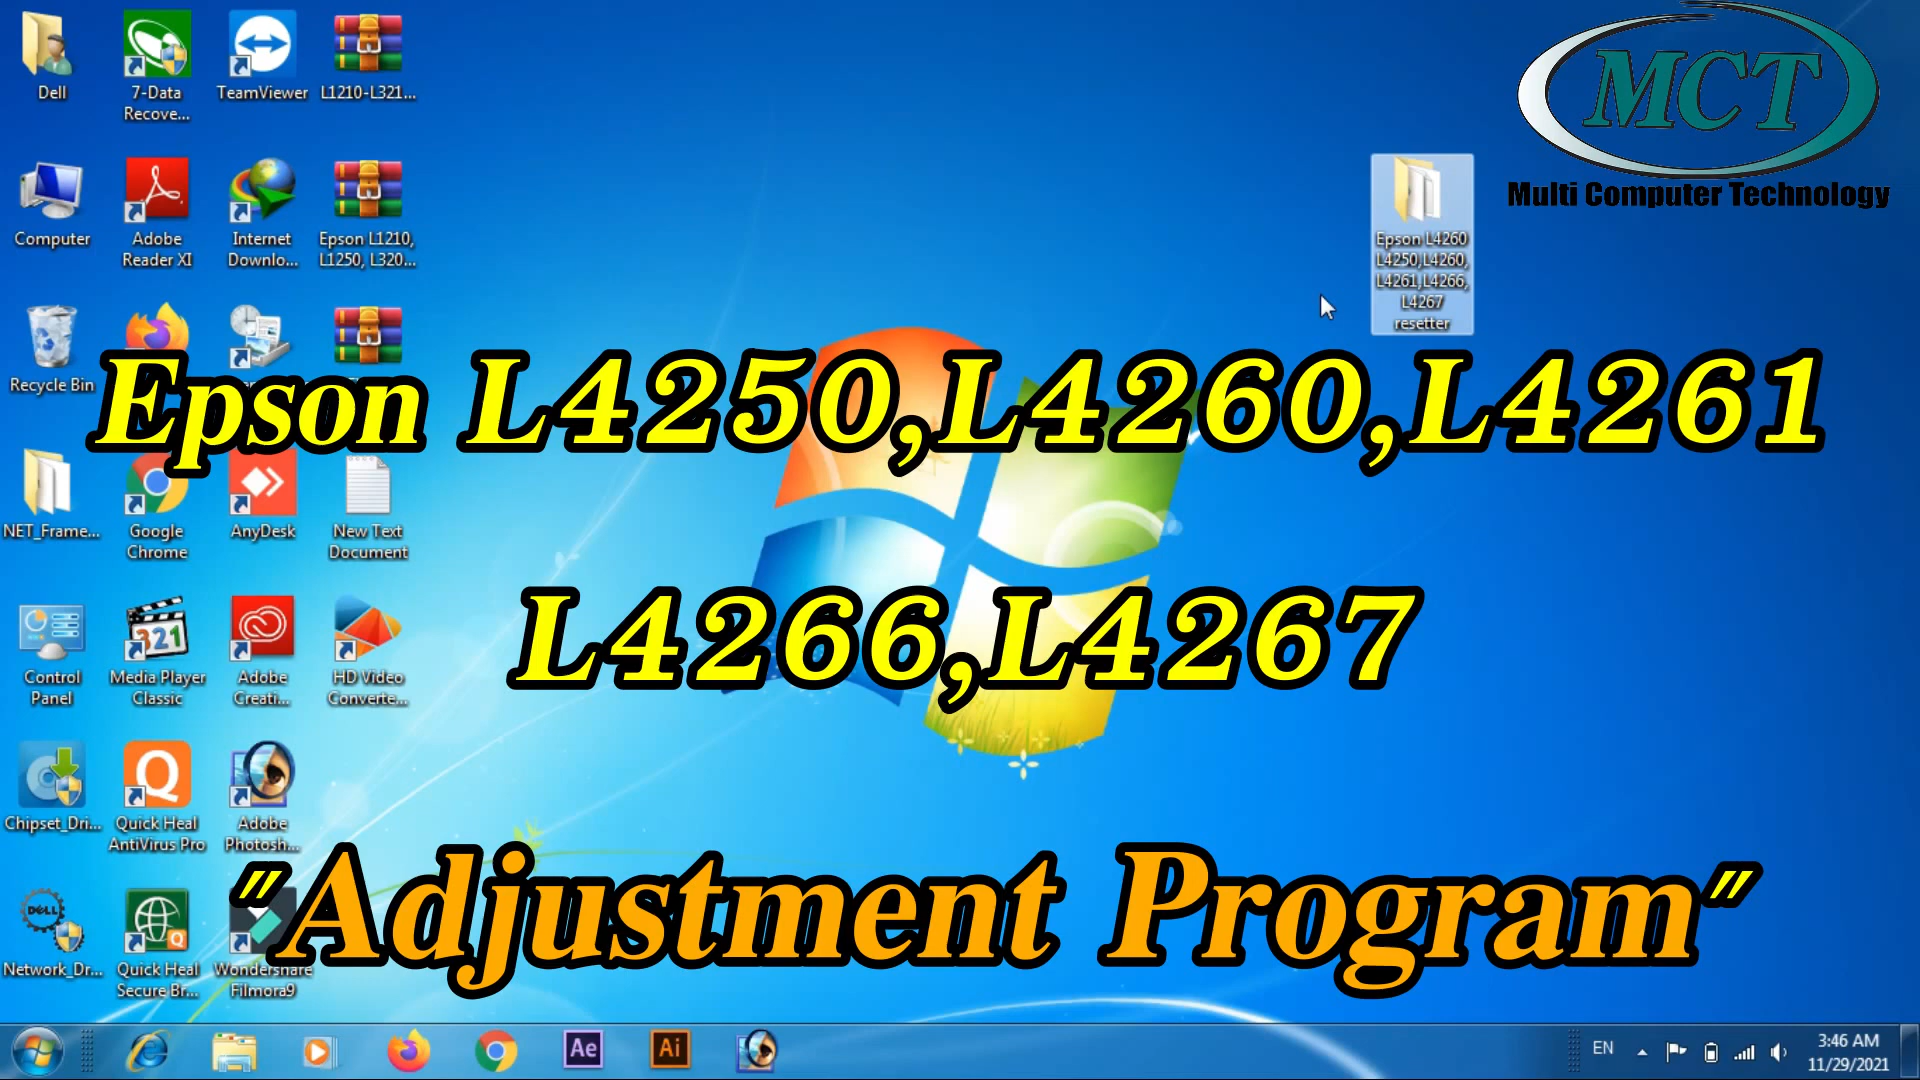 MCT
Multi Computer Technology
Dell
7-Data
Recove...
TeamViewer
L1210-L321...
Computer
Adobe
Reader XI
Internet
Downlo...
Epson L1210,
L1250, L320...
Epson L4260
L4250,L4260,
L4261,L4266,
L4267
resetter
Recycle Bin
Epson L4250,L4260,L4261
NET_Frame...
Google
Chrome
AnyDesk
New Text
Document
L4266,L4267
Control
Panel
321
Media Player
Classic
Adobe
Creati...
HD Video
Converte...
Chipset_Dri...
Quick Heal
AntiVirus Pro
Adobe
Photosh...
"Adjustment Program"
DELL
Network_Dr...
Quick Heal
Secure Br...
Wondershare
Filmora9
Ae
Ai
EN
3:46 AM
11/29/2021